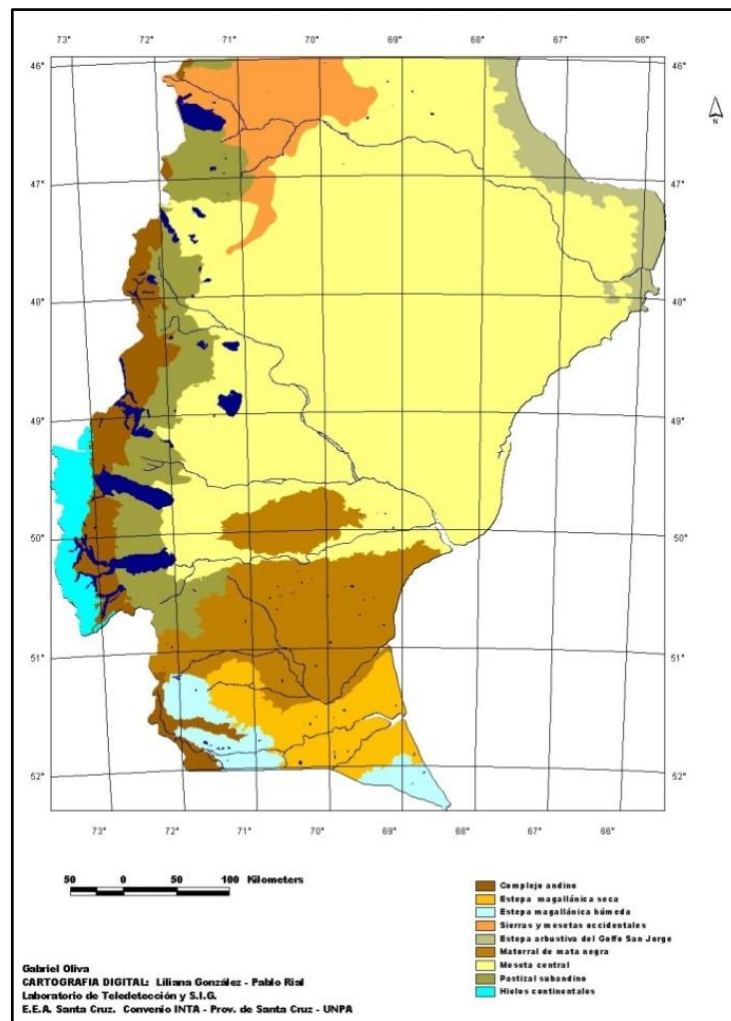 73° 72° 71° 70° 69° 68° 67° 66°
46° 46°
47° 47°
48° 48°
49° 49°
50° 50°
51° 51°
52° 52°
73° 72° 71° 70° 69° 68° 67° 66°
N
50 0 50 100 Kilometers
Complejo andino
Estepa magallánica seca
Estepa magallánica húmeda
Sierras y mesetas occidentales
Estepa arbustiva del Golfo San Jorge
Matorral de mata negra
Meseta central
Pastizal subandino
Hielos continentales
Gabriel Oliva
CARTOGRAFIA DIGITAL: Liliana González - Pablo Rial
Laboratorio de Teledetección y S.I.G.
E.E.A. Santa Cruz. Convenio INTA - Prov. de Santa Cruz - UNPA